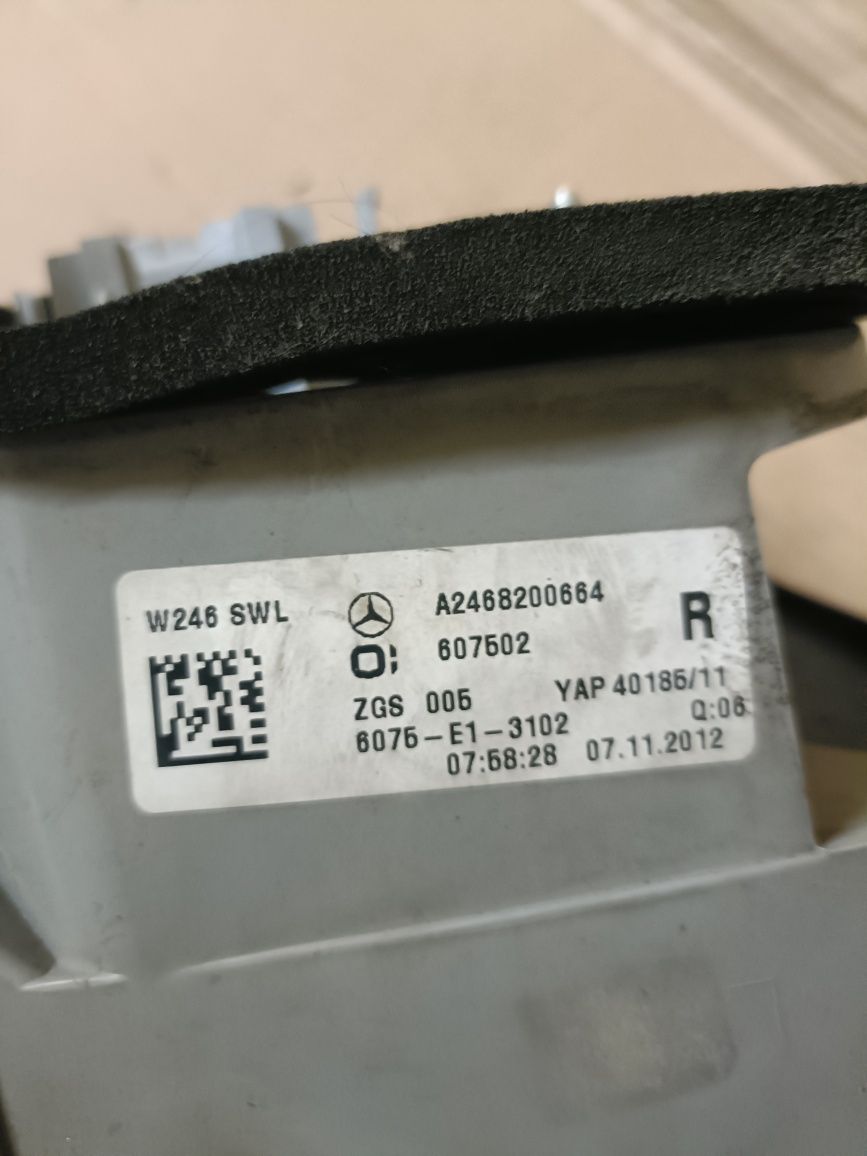 W246 SWL
A2468200664
R
607502
ZGS 005
YAP 40185/11
6075-E1-3102
Q:06
07:58:28 07.11.2012